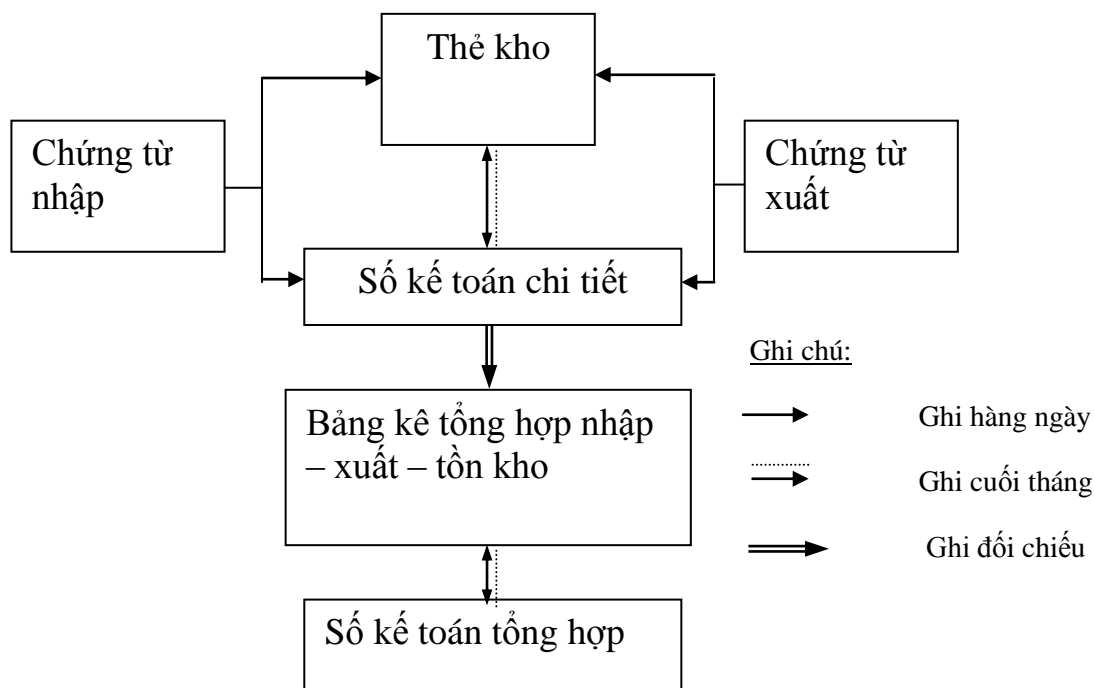 Thẻ kho
Chứng từ
nhập
Chứng từ
xuất
Số kế toán chi tiết
Ghi chú:
Bảng kê tổng hợp nhập
– xuất – tồn kho
Ghi hàng ngày
Ghi cuối tháng
Ghi đối chiếu
Số kế toán tổng hợp